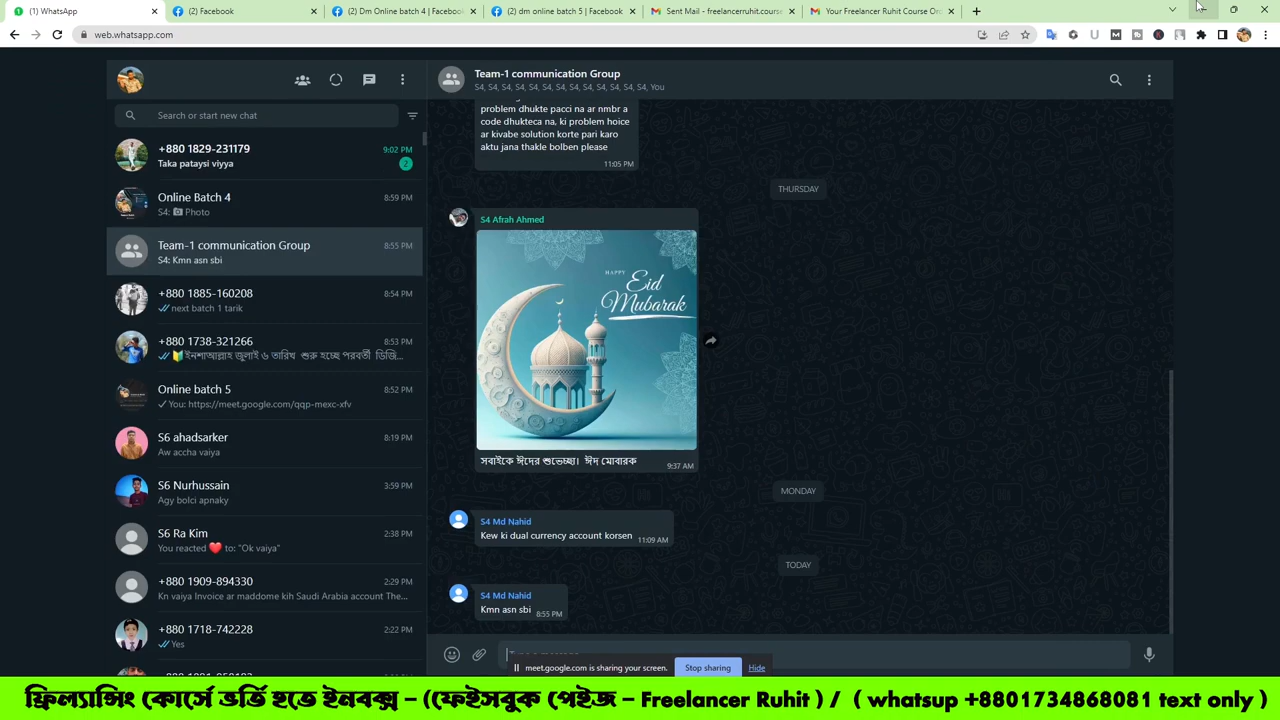 (1) WhatsApp
(2) Facebook
(2) Dm Online batch 4 | Facebook
(2) dm online batch 5 | Facebook
Sent Mail - freelancerruhit.cours
Your Freelancer Ruhit Course Or
web.whatsapp.com
Search or start new chat
+880 1829-231179
9:02 PM
Taka pataysi viyya
2
Online Batch 4
8:59 PM
S4: Photo
Team-1 communication Group
8:55 PM
S4: Kmn asn sbi
+880 1885-160208
8:54 PM
next batch 1 tarik
+880 1738-321266
8:53 PM
🔰ইনশাআল্লাহ জুলাই ৬ তারিখ শুরু হচ্ছে পরবর্তী ডিজি...
Online batch 5
8:52 PM
You: https://meet.google.com/qqp-mexc-xfv
S6 ahadsarker
8:19 PM
Aw accha vaiya
S6 Nurhussain
3:59 PM
Agy bolci apnaky
S6 Ra Kim
2:38 PM
You reacted ❤️ to: "Ok vaiya"
+880 1909-894330
2:29 PM
Kn vaiya Invoice ar maddome kih Saudi Arabia account The...
+880 1718-742228
2:22 PM
Yes
Team-1 communication Group
S4, S4, S4, S4, S4, S4, S4, S4, S4, S4, S4, S4, S4, You
problem dhukte pacci na ar nmbr a
code dhukteca na, ki problem hoice
ar kivabe solution korte pari karo
aktu jana thakle bolben please
11:05 PM
THURSDAY
S4 Afrah Ahmed
HAPPY
Eid
Mubarak
সবাইকে ঈদের শুভেচ্ছা। ঈদ মোবারক
9:37 AM
MONDAY
S4 Md Nahid
Kew ki dual currency account korsen
11:09 AM
TODAY
S4 Md Nahid
Kmn asn sbi
8:55 PM
meet.google.com is sharing your screen.
Stop sharing
Hide
ফ্রিল্যান্সিং কোর্সে ভর্তি হতে ইনবক্স – ((ফেইসবুক পেইজ – Freelancer Ruhit ) / ( whatsup +8801734868081 text only )